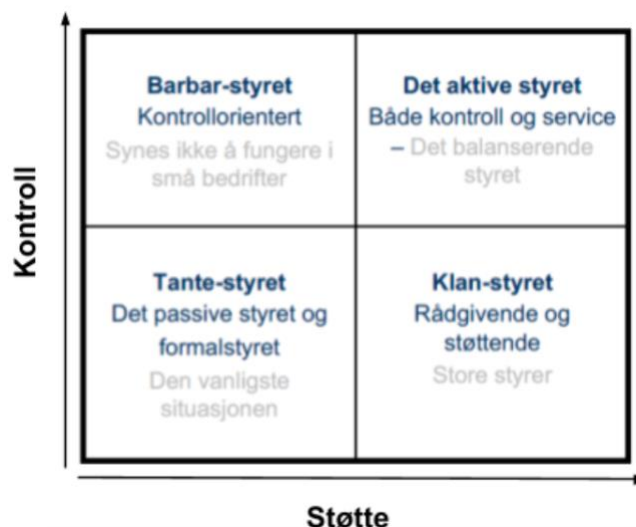 Kontroll
Barbar-styret
Kontrollorientert
Synes ikke å fungere i
små bedrifter
Det aktive styret
Både kontroll og service
– Det balanserende
styret
Tante-styret
Det passive styret og
formalstyret
Den vanligste
situasjonen
Klan-styret
Rådgivende og
støttende
Store styrer
Støtte